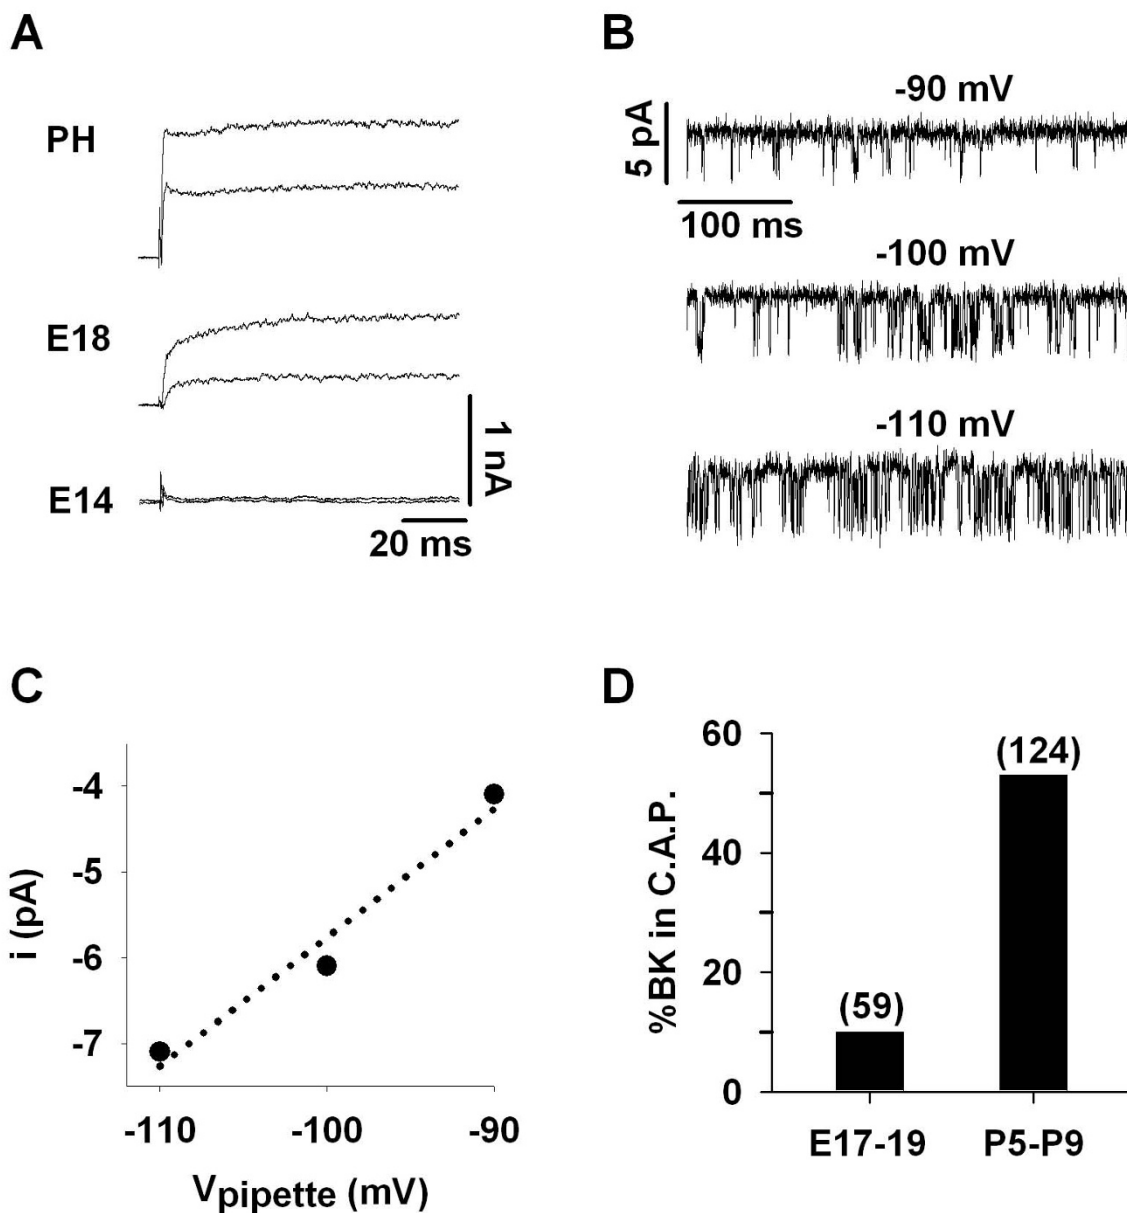 A
PH
E18
E14
1 nA
20 ms
B
-90 mV
5 pA
100 ms
-100 mV
-110 mV
C
i (pA)
-4
-5
-6
-7
-110
-100
-90
Vpipette (mV)
D
%BK in C.A.P.
60
40
20
0
(59)
(124)
E17-19
P5-P9